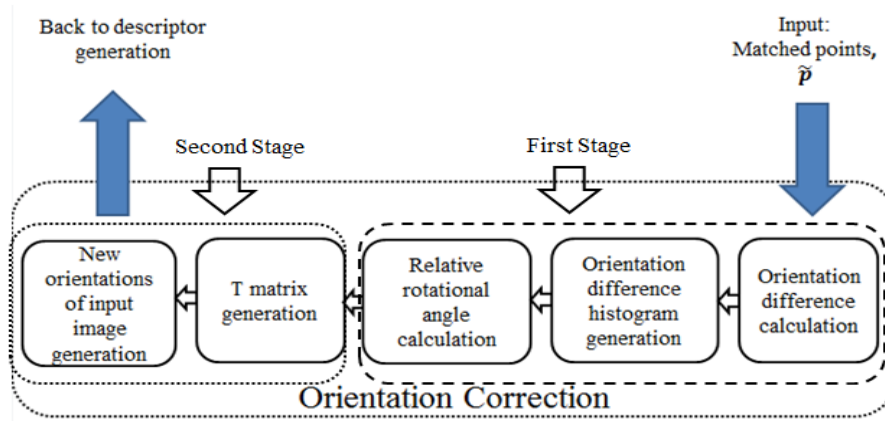 Back to descriptor
generation
Input:
Matched points,
p̃
Second Stage
First Stage
New
orientations
of input
image
generation
T matrix
generation
Relative
rotational
angle
calculation
Orientation
difference
histogram
generation
Orientation
difference
calculation
Orientation Correction